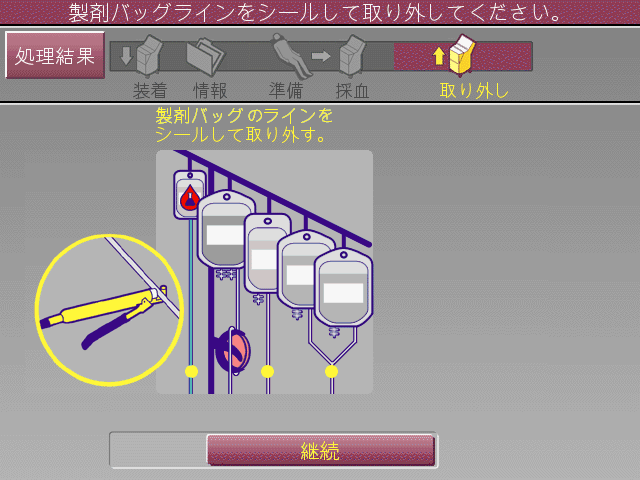 製剤バッグラインをシールして取り外してください。
処理結果
装着 情報 準備 採血 取り外し
製剤バッグのラインを
シールして取り外す。
継続